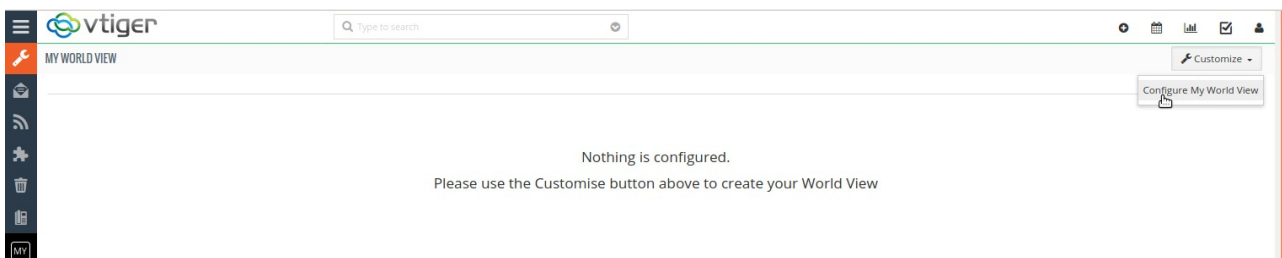 vtiger
Type to search
MY WORLD VIEW
Customize
Configure My World View
Nothing is configured.
Please use the Customise button above to create your World View
MY